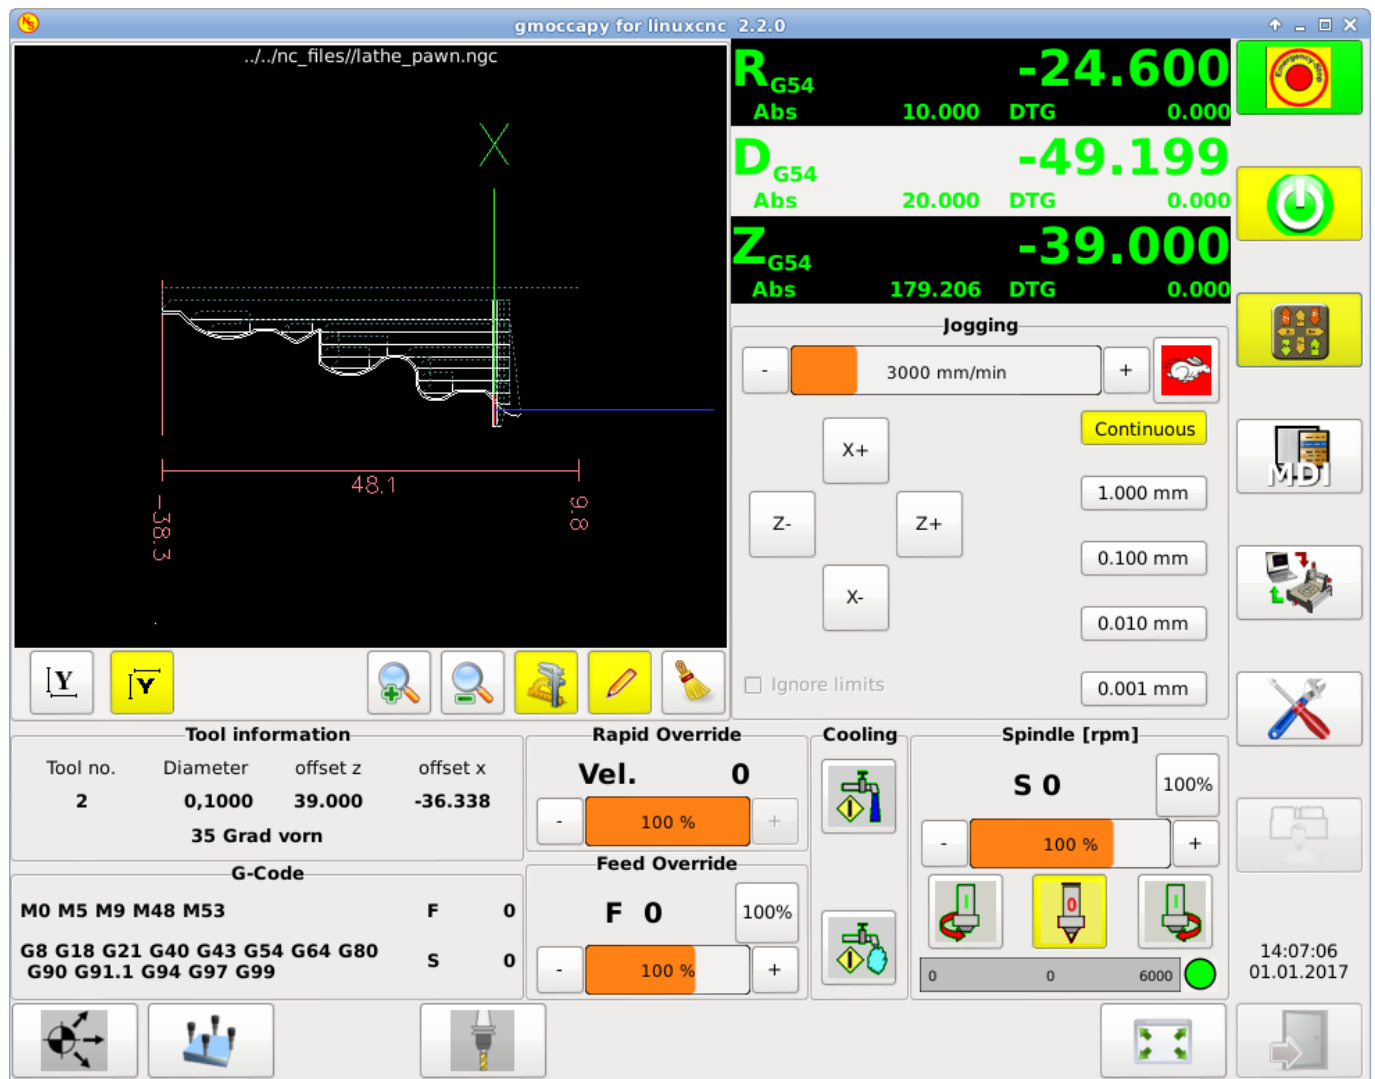 gmoccapy for linuxcnc 2.2.0
../../nc_files//lathe_pawn.ngc
X
48.1
-38.3
9.8
R G54 -24.600
Abs 10.000 DTG 0.000
D G54 -49.199
Abs 20.000 DTG 0.000
Z G54 -39.000
Abs 179.206 DTG 0.000
Emergency-Stop
Jogging
- 3000 mm/min +
Continuous
X+
1.000 mm
Z- Z+
0.100 mm
X-
0.010 mm
Ignore limits
0.001 mm
MDI
Y Y
Tool information
Tool no. Diameter offset z offset x
2 0,1000 39.000 -36.338
35 Grad vorn
G-Code
M0 M5 M9 M48 M53
F 0
G8 G18 G21 G40 G43 G54 G64 G80
G90 G91.1 G94 G97 G99
S 0
Rapid Override
Vel. 0
- 100 % +
Feed Override
F 0 100%
- 100 % +
Cooling
Spindle [rpm]
S 0 100%
- 100 % +
I 0 I
0 0 6000
14:07:06
01.01.2017